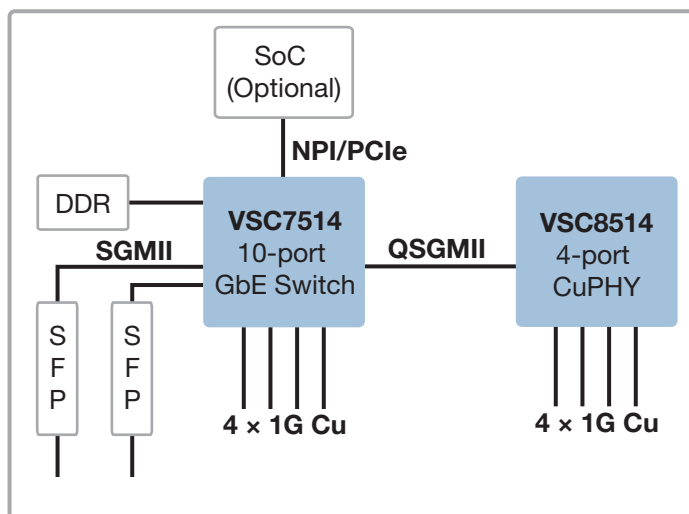 SoC
(Optional)
NPI/PCIe
DDR
VSC7514
10-port
GbE Switch
SGMII
QSGMII
VSC8514
4-port
CuPHY
S
F
P
S
F
P
4 × 1G Cu
4 × 1G Cu